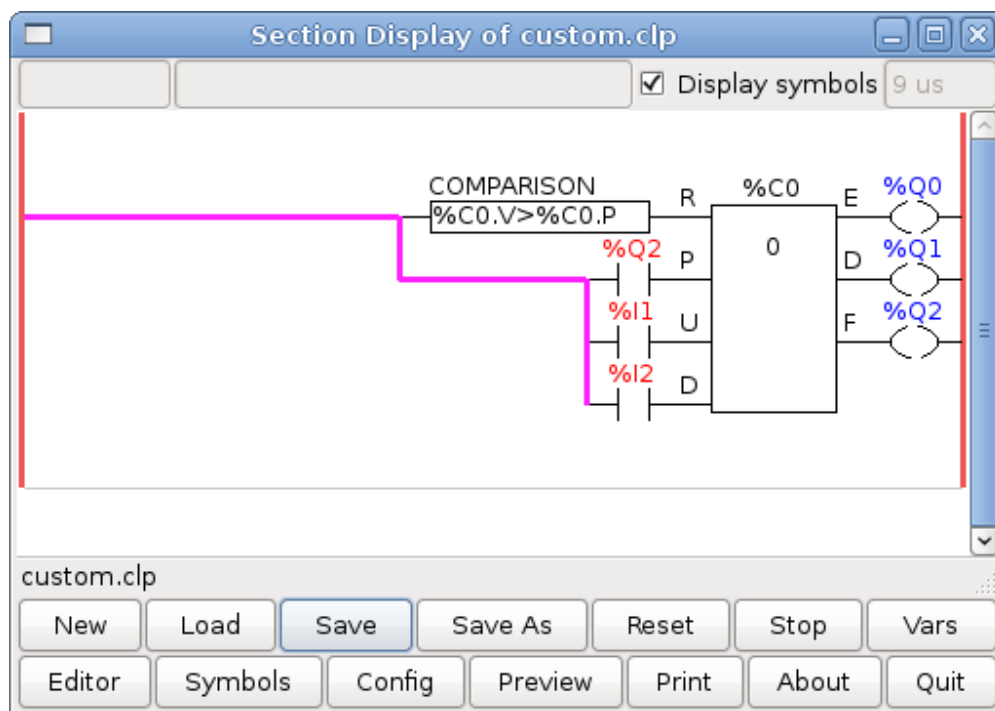 Section Display of custom.clp
Display symbols 9 us
COMPARISON %C0 %Q0
%C0.V>%C0.P R E
0
%Q2 P D %Q1
%I1 U F %Q2
%I2 D
custom.clp
New Load Save Save As Reset Stop Vars
Editor Symbols Config Preview Print About Quit